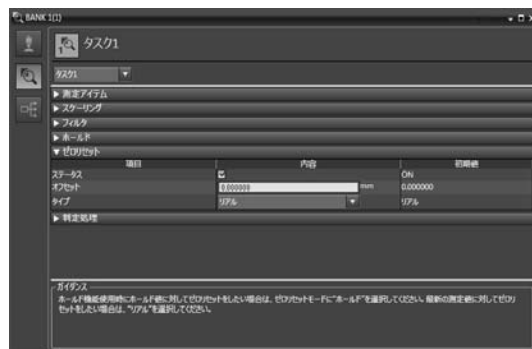 BANK 1(1)
タスク1
タスク1
▶ 測定アイテム
▶ スケーリング
▶ フィルタ
▶ ホールド
▼ ゼロリセット
項目 内容 初期値
ステータス ON
オフセット 0.000000 mm 0.000000
タイプ リアル リアル
▶ 判定処理
ガイダンス
ホールド機能使用時にホールド値に対してゼロリセットをしたい場合は、ゼロリセットモードに"ホールド"を選択してください。最新の測定値に対してゼロリ
セットをしたい場合は、"リアル"を選択してください。